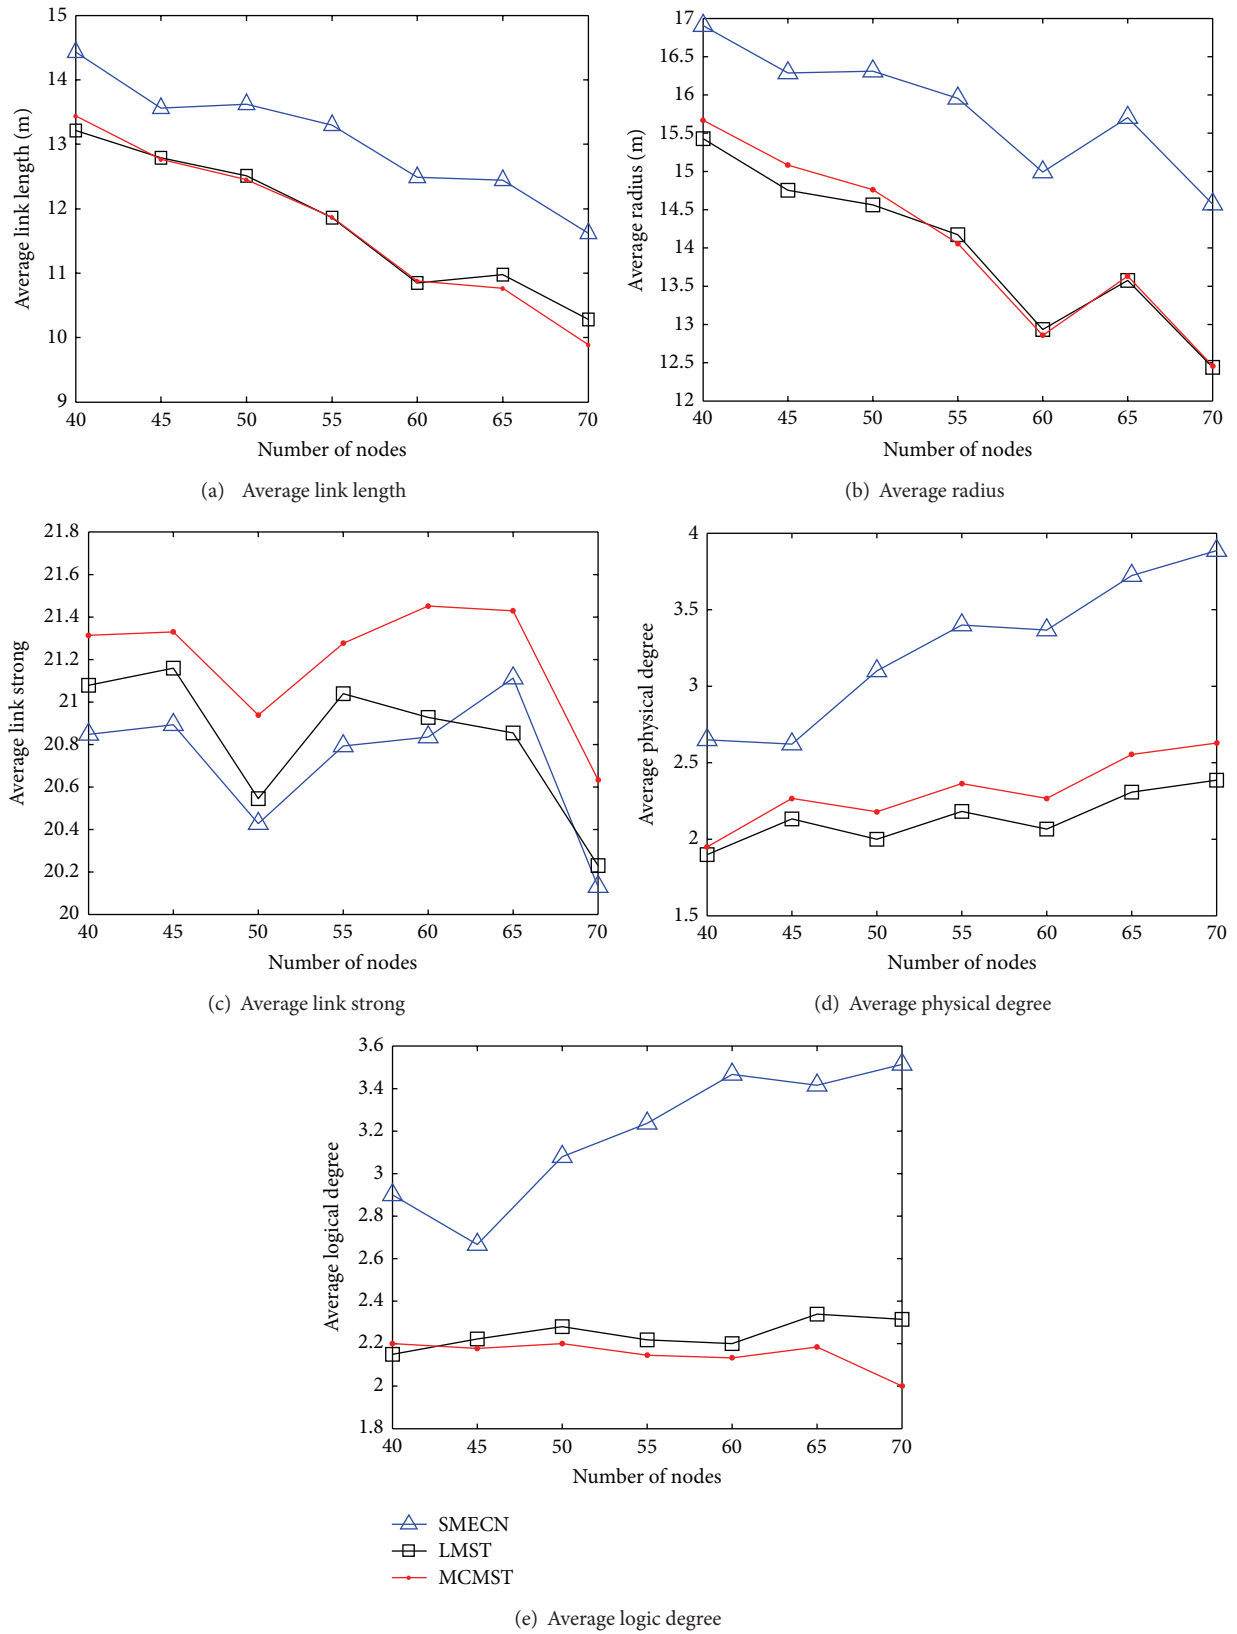 15
14
13
12
11
10
9
40 45 50 55 60 65 70
Average link length (m)
Number of nodes
(a) Average link length
17
16.5
16
15.5
15
14.5
14
13.5
13
12.5
12
40 45 50 55 60 65 70
Average radius (m)
Number of nodes
(b) Average radius
21.8
21.6
21.4
21.2
21
20.8
20.6
20.4
20.2
20
40 45 50 55 60 65 70
Average link strong
Number of nodes
(c) Average link strong
4
3.5
3
2.5
2
1.5
40 45 50 55 60 65 70
Average physical degree
Number of nodes
(d) Average physical degree
3.6
3.4
3.2
3
2.8
2.6
2.4
2.2
2
1.8
40 45 50 55 60 65 70
Average logical degree
Number of nodes
SMECN
LMST
MCMST
(e) Average logic degree